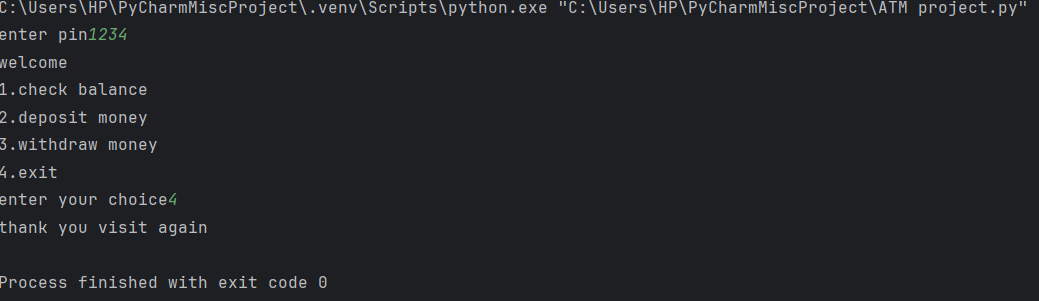 C:\Users\HP\PyCharmMiscProject\.venv\Scripts\python.exe "C:\Users\HP\PyCharmMiscProject\ATM project.py"
enter pin1234
welcome
1.check balance
2.deposit money
3.withdraw money
4.exit
enter your choice4
thank you visit again
Process finished with exit code 0